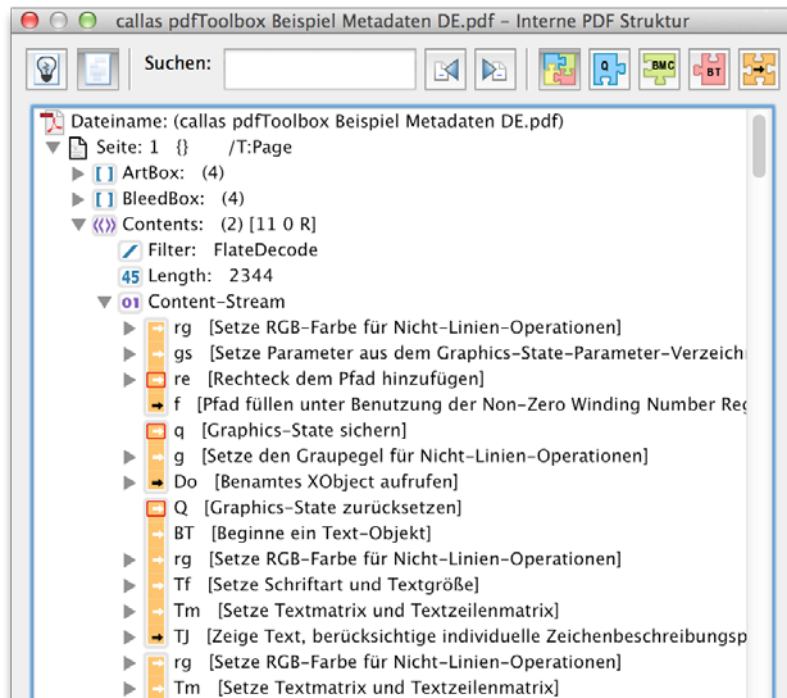 callas pdfToolbox Beispiel Metadaten DE.pdf – Interne PDF Struktur
Suchen: Q BMC BT
Dateiname: (callas pdfToolbox Beispiel Metadaten DE.pdf)
Seite: 1 {} /T:Page
[ ] ArtBox: (4)
[ ] BleedBox: (4)
Contents: (2) [11 0 R]
Filter: FlateDecode
45 Length: 2344
01 Content-Stream
rg [Setze RGB-Farbe für Nicht-Linien-Operationen]
gs [Setze Parameter aus dem Graphics-State-Parameter-Verzeich
re [Rechteck dem Pfad hinzufügen]
f [Pfad füllen unter Benutzung der Non-Zero Winding Number Reg
q [Graphics-State sichern]
g [Setze den Graupegel für Nicht-Linien-Operationen]
Do [Benamtes XObject aufrufen]
Q [Graphics-State zurücksetzen]
BT [Beginne ein Text-Objekt]
rg [Setze RGB-Farbe für Nicht-Linien-Operationen]
Tf [Setze Schriftart und Textgröße]
Tm [Setze Textmatrix und Textzeilenmatrix]
TJ [Zeige Text, berücksichtige individuelle Zeichenbeschreibungsp
rg [Setze RGB-Farbe für Nicht-Linien-Operationen]
Tm [Setze Textmatrix und Textzeilenmatrix]